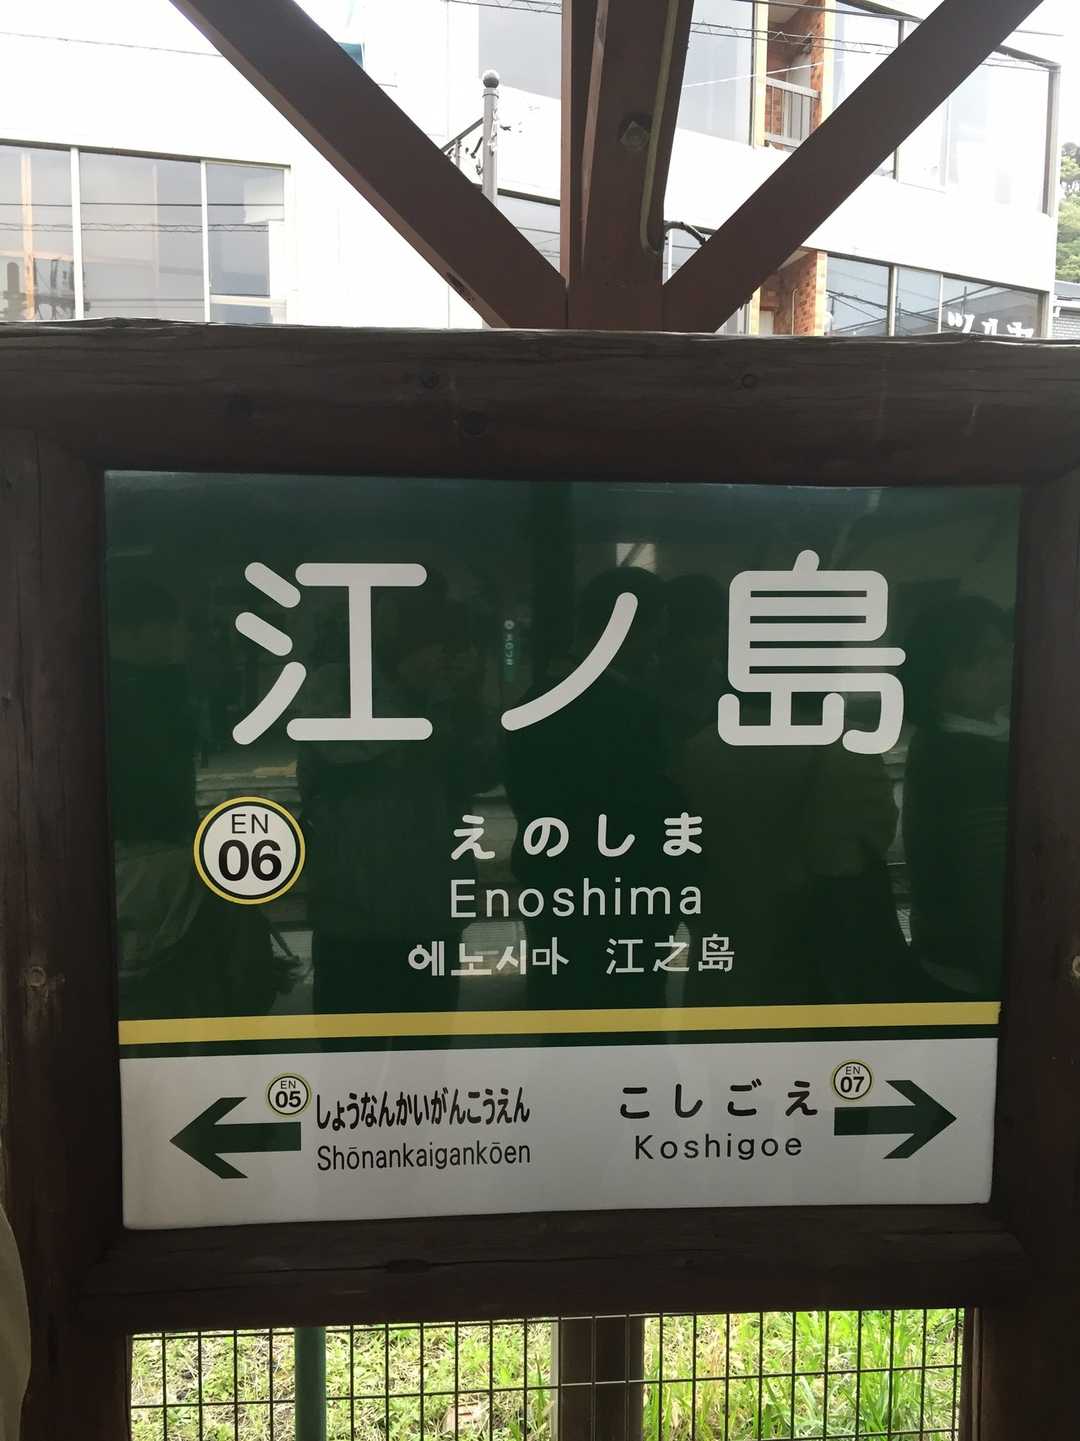 江ノ島
EN
06
えのしま
Enoshima
에노시마 江之島
EN
05
しょうなんかいがんこうえん
Shōnankaigankōen
こしごえ
Koshigoe
EN
07